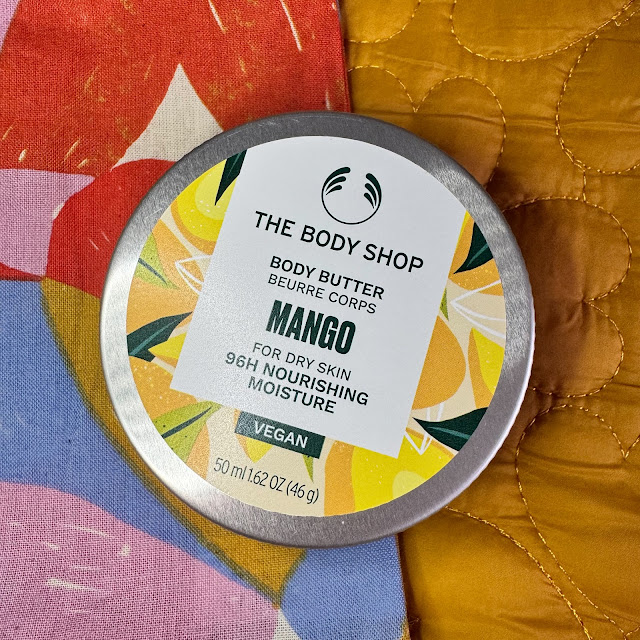 THE BODY SHOP
BODY BUTTER
BEURRE CORPS
MANGO
FOR DRY SKIN
96H NOURISHING
MOISTURE
VEGAN
50 ml 1.62 OZ (46 g)